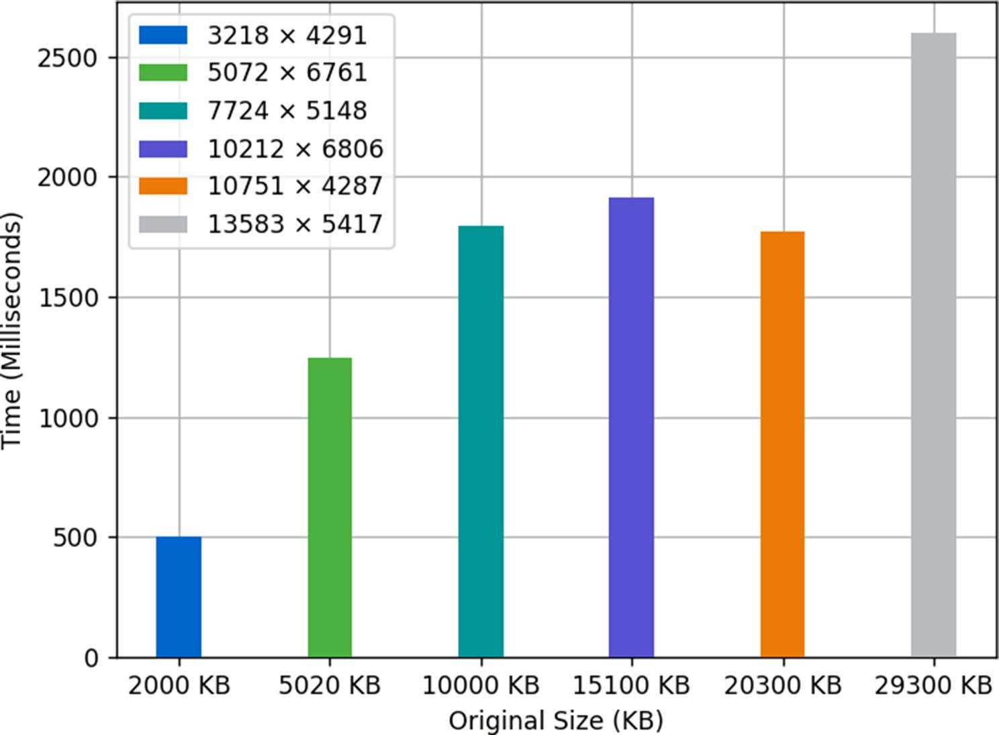 3218 × 4291
5072 × 6761
7724 × 5148
10212 × 6806
10751 × 4287
13583 × 5417
Time (Milliseconds)
2500
2000
1500
1000
500
0
2000 KB 5020 KB 10000 KB 15100 KB 20300 KB 29300 KB
Original Size (KB)